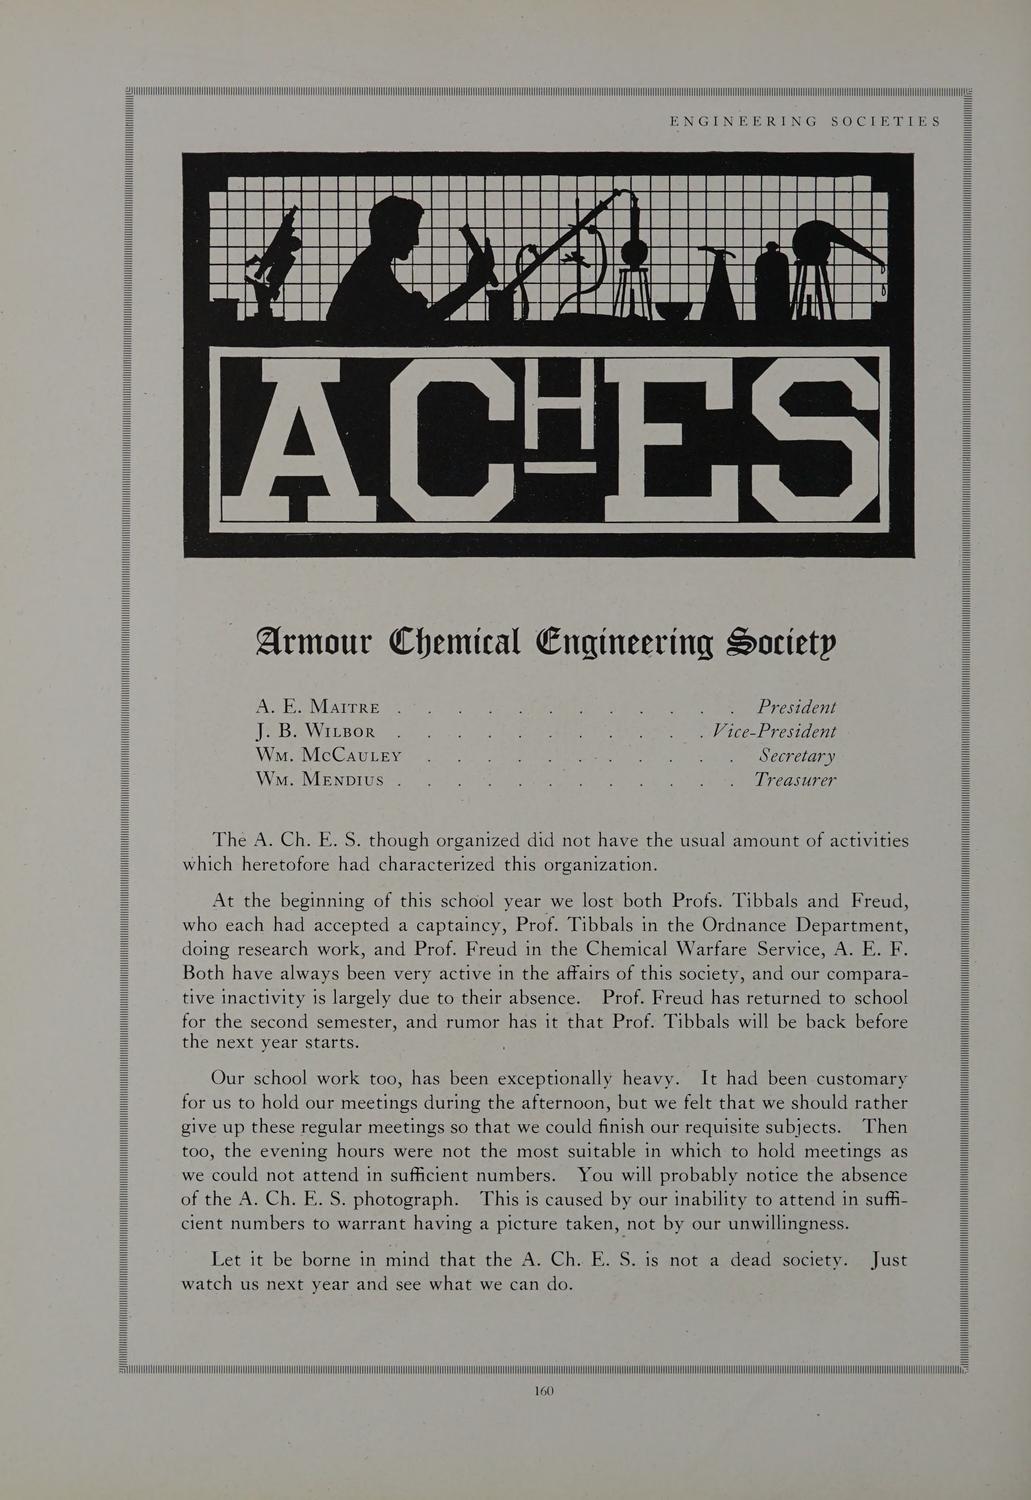 ENGINEERING SOCIETIES
ACHES
Armour Chemical Engineering Society
A. E. MAITRE . . . . . . . . . . . . President
J. B. WILBOR . . . . . . . . . . . Vice-President
WM. MCCAULEY . . . . . . . . . . . Secretary
WM. MENDIUS . . . . . . . . . . . . Treasurer
The A. Ch. E. S. though organized did not have the usual amount of activities
which heretofore had characterized this organization.
At the beginning of this school year we lost both Profs. Tibbals and Freud,
who each had accepted a captaincy, Prof. Tibbals in the Ordnance Department,
doing research work, and Prof. Freud in the Chemical Warfare Service, A. E. F.
Both have always been very active in the affairs of this society, and our compara-
tive inactivity is largely due to their absence. Prof. Freud has returned to school
for the second semester, and rumor has it that Prof. Tibbals will be back before
the next year starts.
Our school work too, has been exceptionally heavy. It had been customary
for us to hold our meetings during the afternoon, but we felt that we should rather
give up these regular meetings so that we could finish our requisite subjects. Then
too, the evening hours were not the most suitable in which to hold meetings as
we could not attend in sufficient numbers. You will probably notice the absence
of the A. Ch. E. S. photograph. This is caused by our inability to attend in suffi-
cient numbers to warrant having a picture taken, not by our unwillingness.
Let it be borne in mind that the A. Ch. E. S. is not a dead society. Just
watch us next year and see what we can do.
160